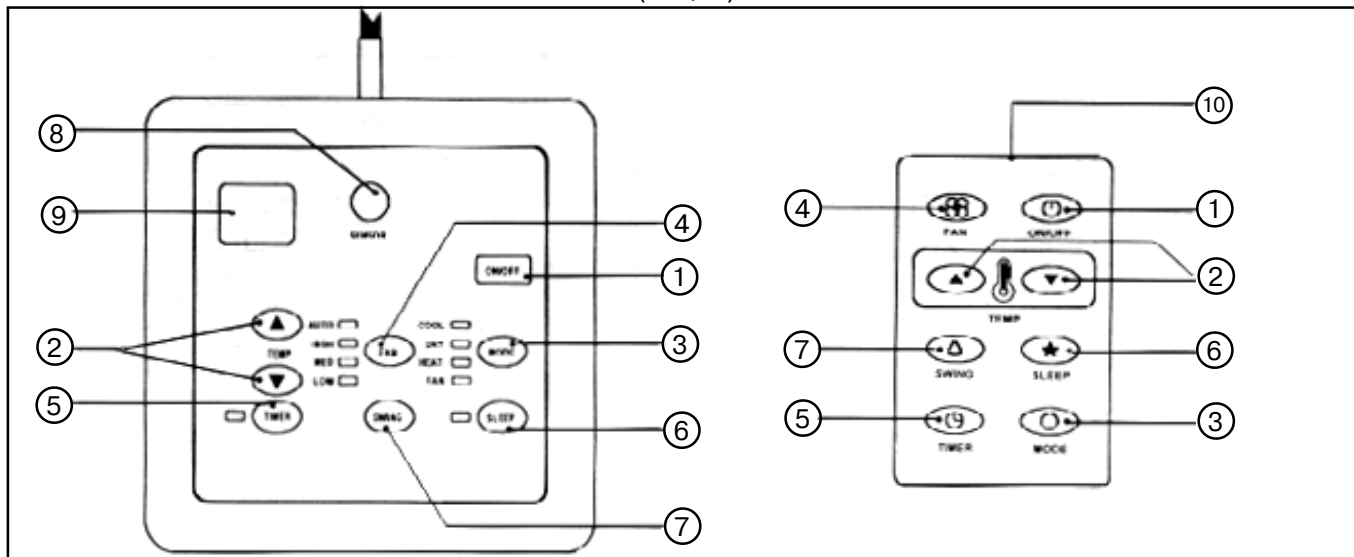 8
9
4
ON/OFF
1
2
TEMP
AUTO
HIGH
MED
LOW
FAN
COOL
DRY
HEAT
FAN
MODE
3
5
TIMER
SWING
SLEEP
6
7
10
4
FAN
ON/OFF
1
2
TEMP
7
SWING
SLEEP
6
5
TIMER
MODE
3